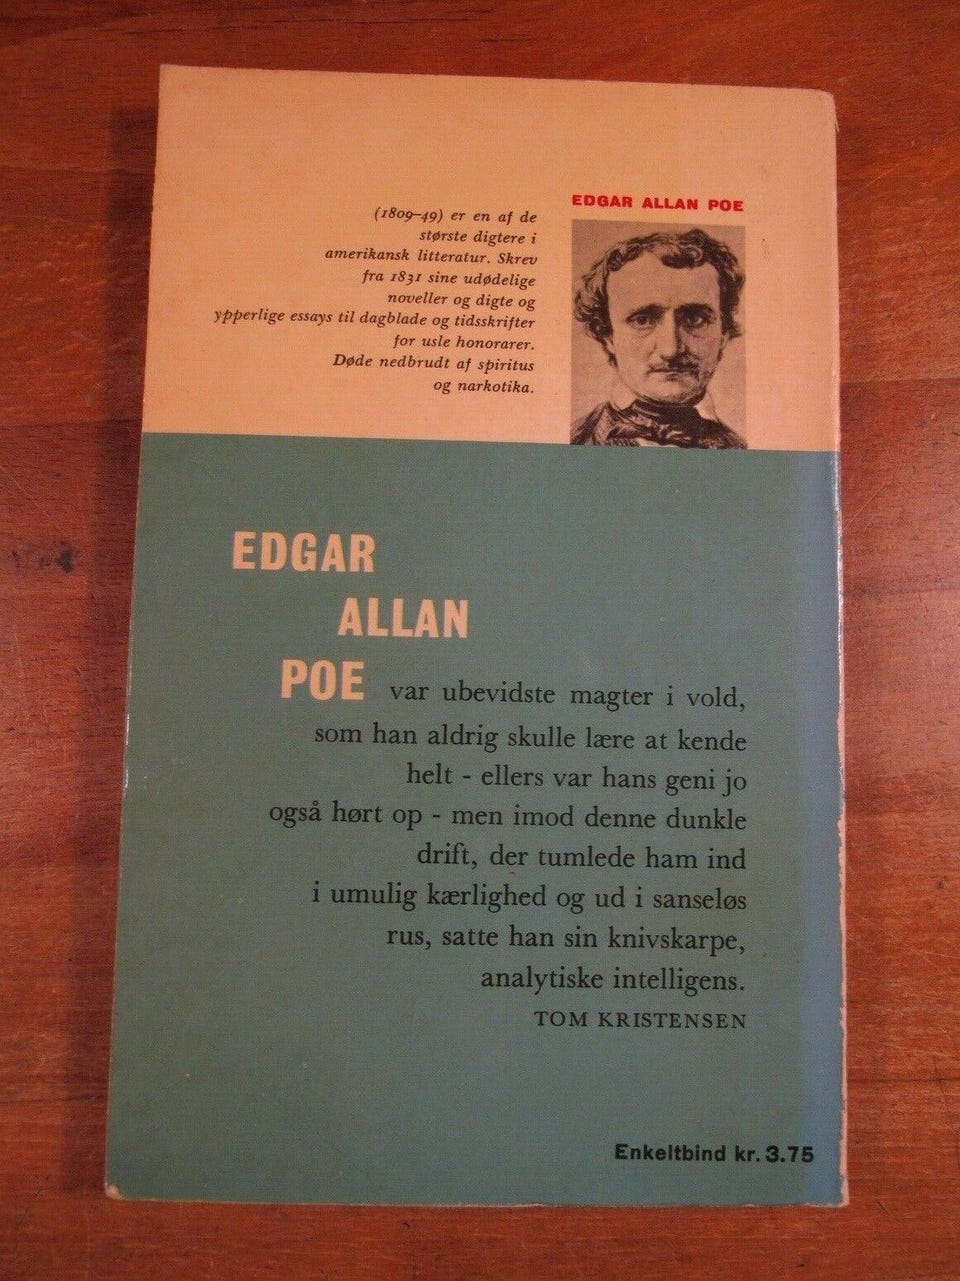 EDGAR ALLAN POE
(1809–49) er en af de
største digtere i
amerikansk litteratur. Skrev
fra 1831 sine udødelige
noveller og digte og
ypperlige essays til dagblade og tidsskrifter
for usle honorarer.
Døde nedbrudt af spiritus
og narkotika.
EDGAR
ALLAN
POE var ubevidste magter i vold,
som han aldrig skulle lære at kende
helt - ellers var hans geni jo
også hørt op - men imod denne dunkle
drift, der tumlede ham ind
i umulig kærlighed og ud i sanseløs
rus, satte han sin knivskarpe,
analytiske intelligens.
TOM KRISTENSEN
Enkeltbind kr. 3.75